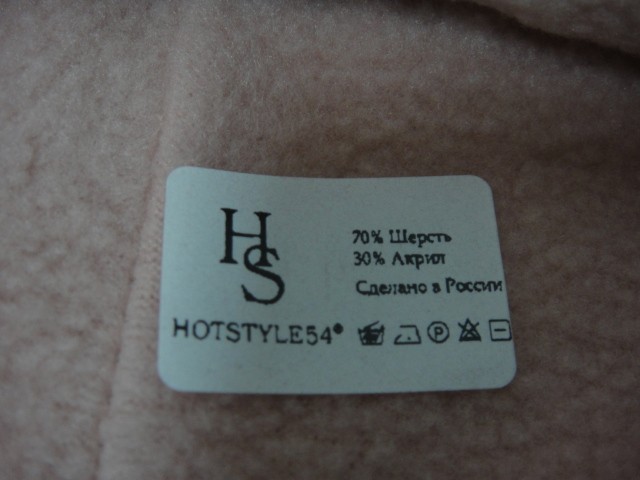 HS
70% Шерсть
30% Акрил
Сделано в России
HOTSTYLE54®
P